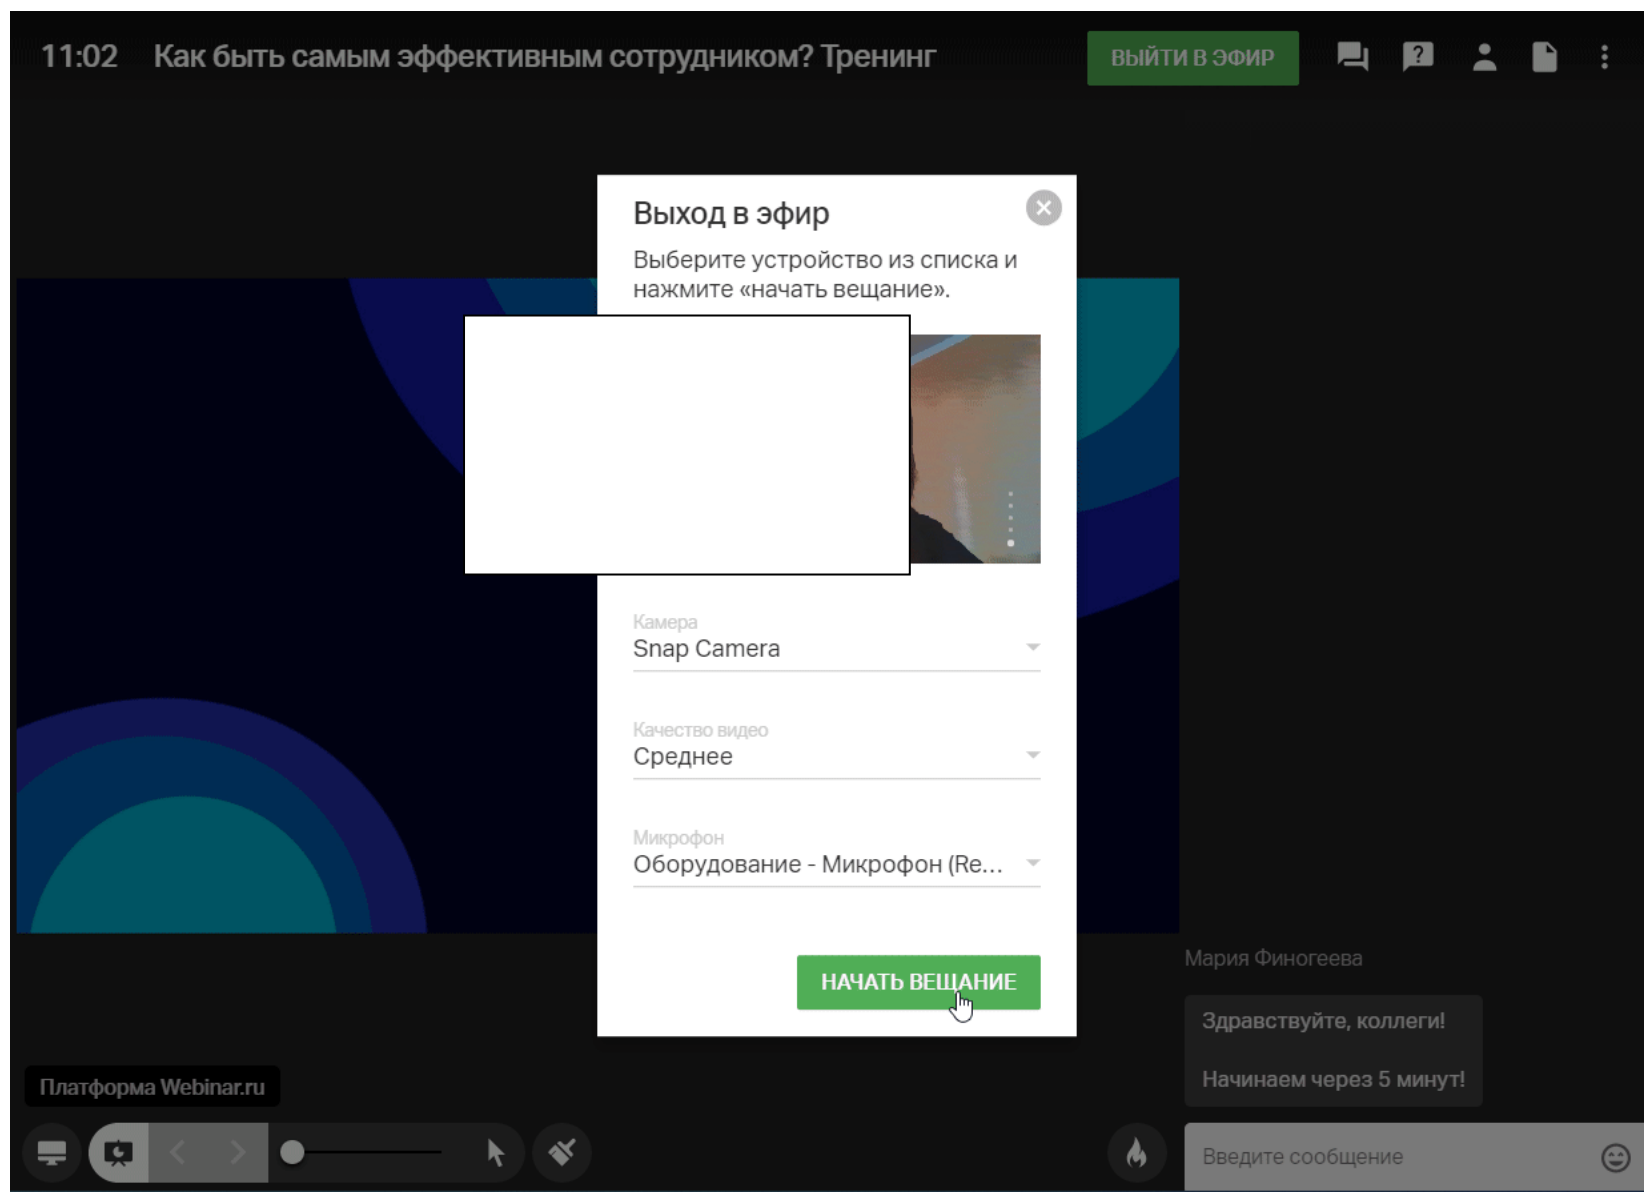 11:02 Как быть самым эффективным сотрудником? Тренинг
ВЫЙТИ В ЭФИР
?
Выход в эфир
Выберите устройство из списка и
нажмите «начать вещание».
Камера
Snap Camera
Качество видео
Среднее
Микрофон
Оборудование - Микрофон (Re...
НАЧАТЬ ВЕЩАНИЕ
Мария Финогеева
Здравствуйте, коллеги!
Начинаем через 5 минут!
Платформа Webinar.ru
Введите сообщение